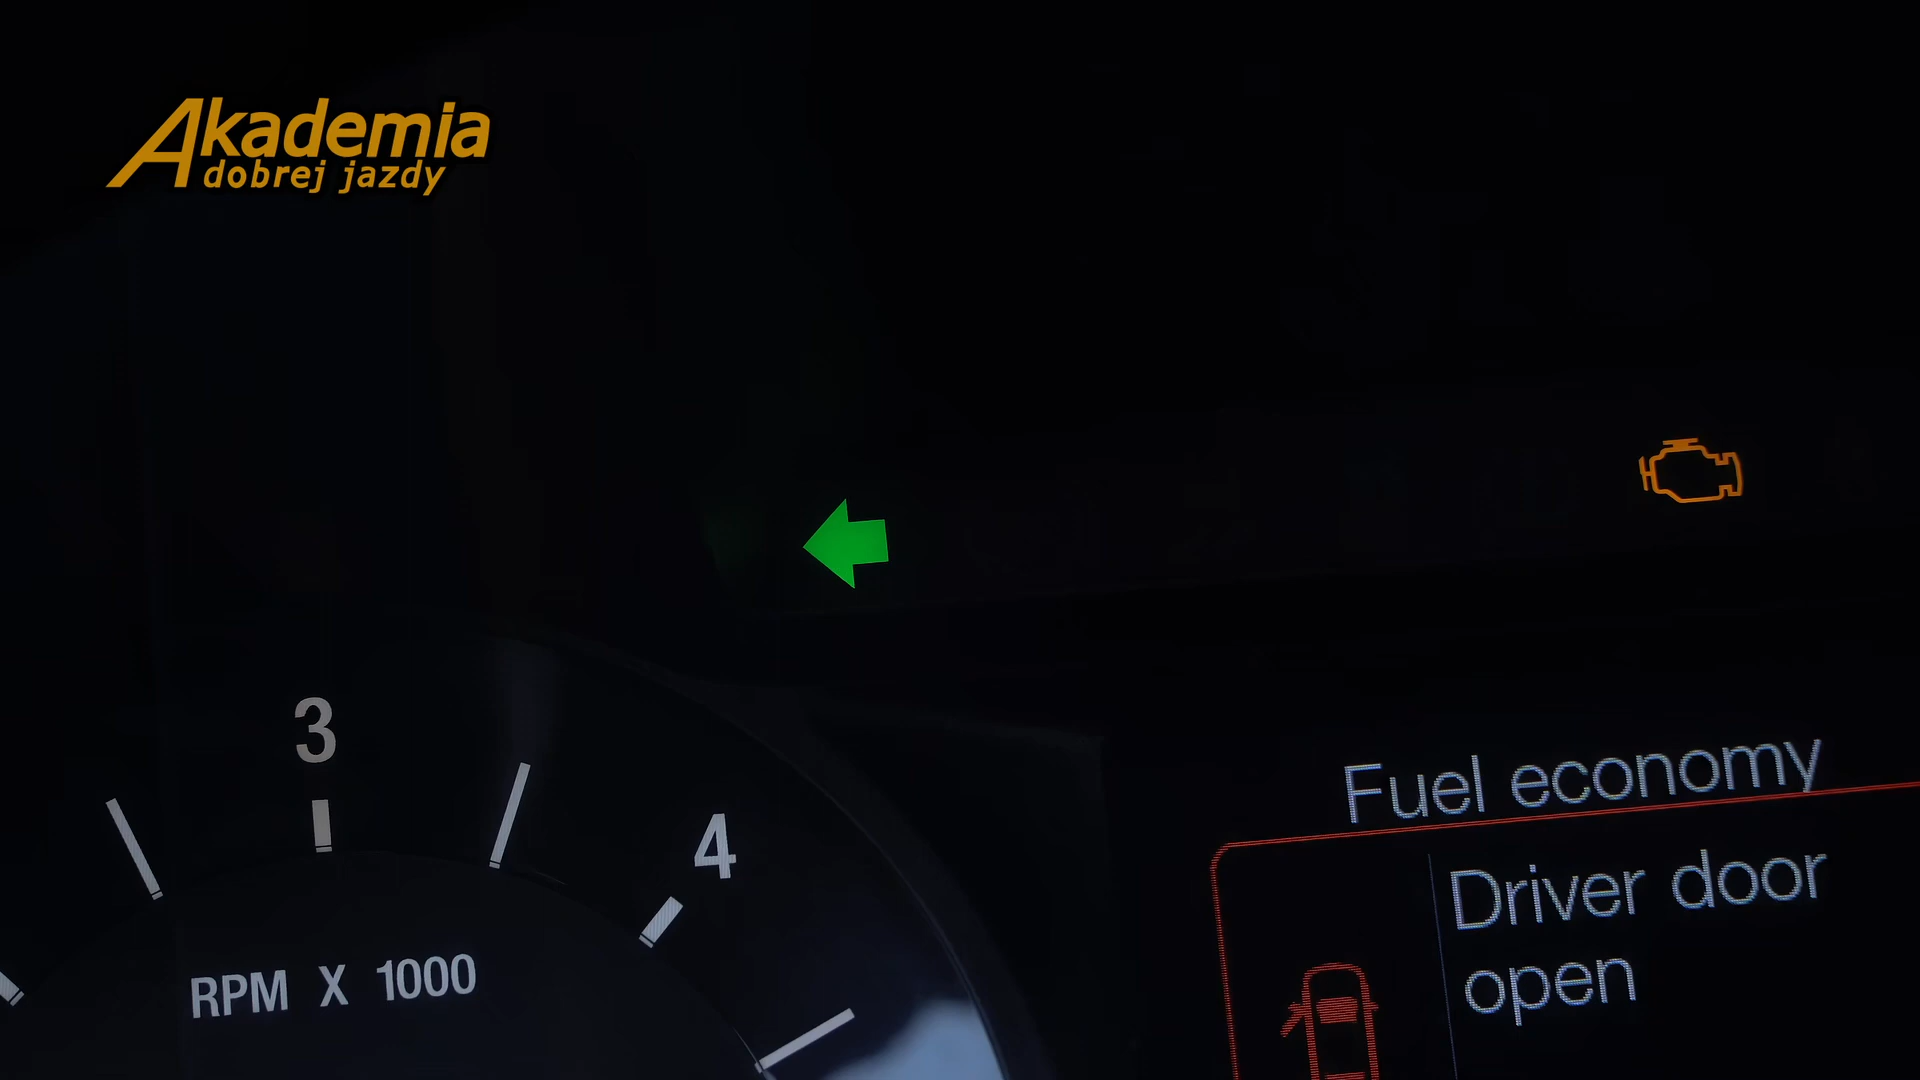 Akademia
dobrej jazdy
3
4
RPM X 1000
Fuel economy
Driver door
open